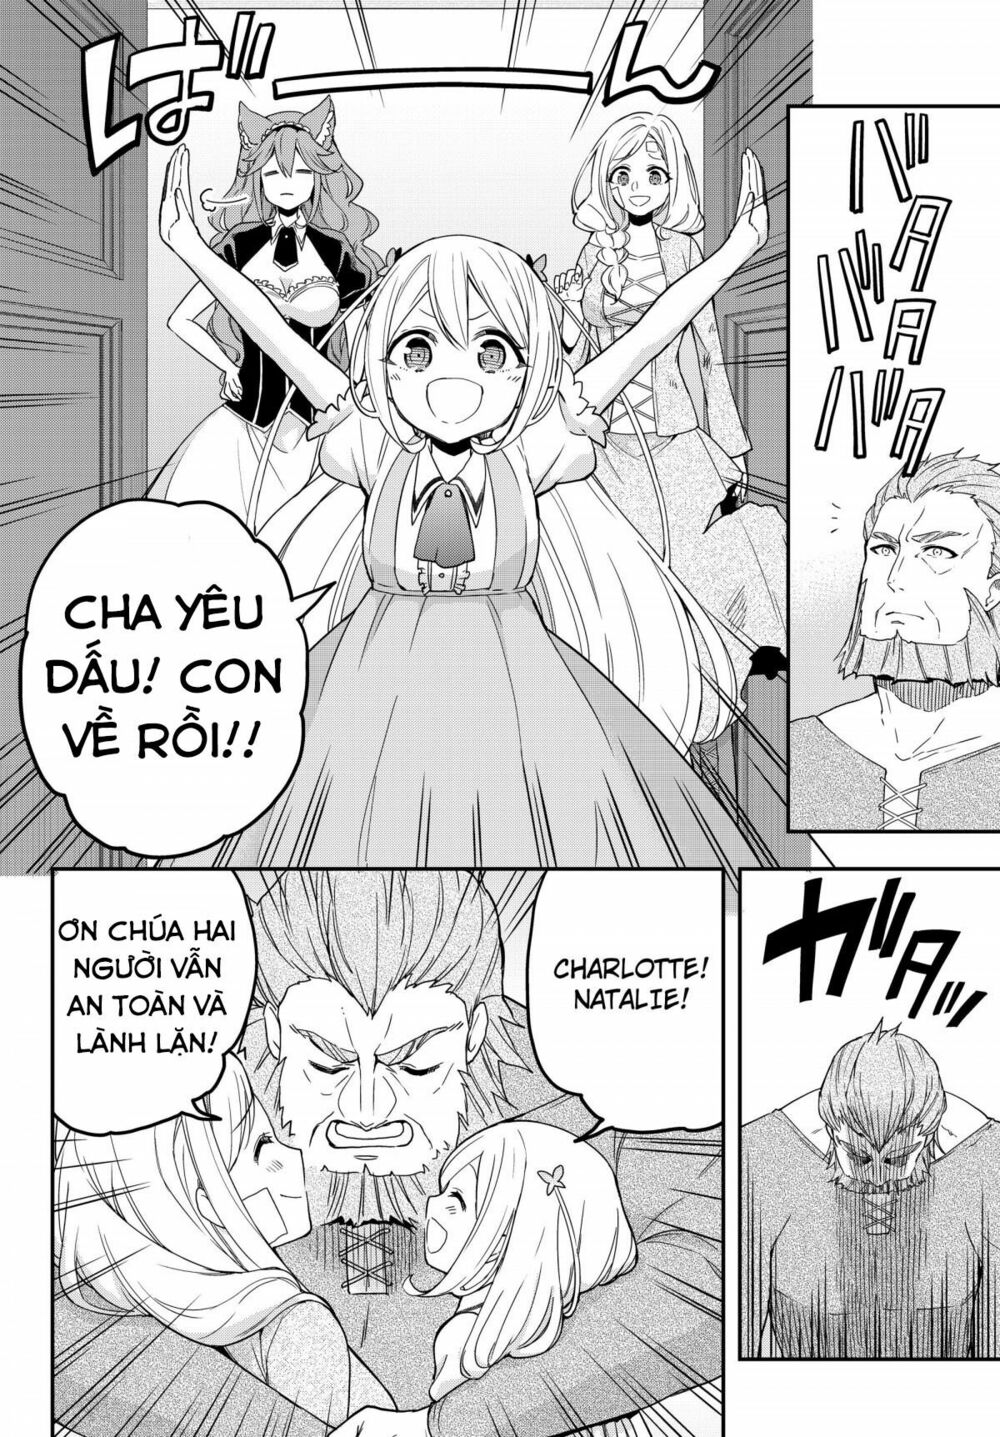 バタバタバタ
ばーーん
CHA YÊU
DẤU! CON
VỀ RỒI!!
ガタッ
CHARLOTTE!
NATALIE!
ƠN CHÚA HAI
NGƯỜI VẪN
AN TOÀN VÀ
LÀNH LẶN!